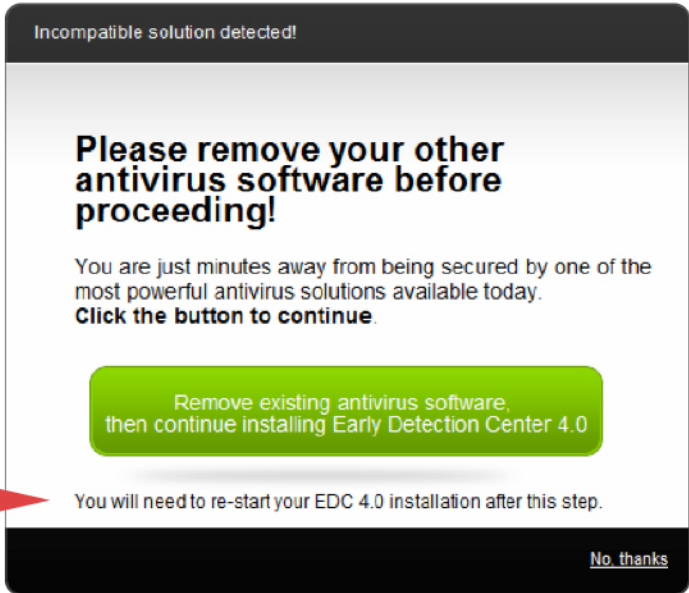 Incompatible solution detected!
Please remove your other
antivirus software before
proceeding!
You are just minutes away from being secured by one of the
most powerful antivirus solutions available today.
Click the button to continue.
Remove existing antivirus software,
then continue installing Early Detection Center 4.0
You will need to re-start your EDC 4.0 installation after this step.
No, thanks